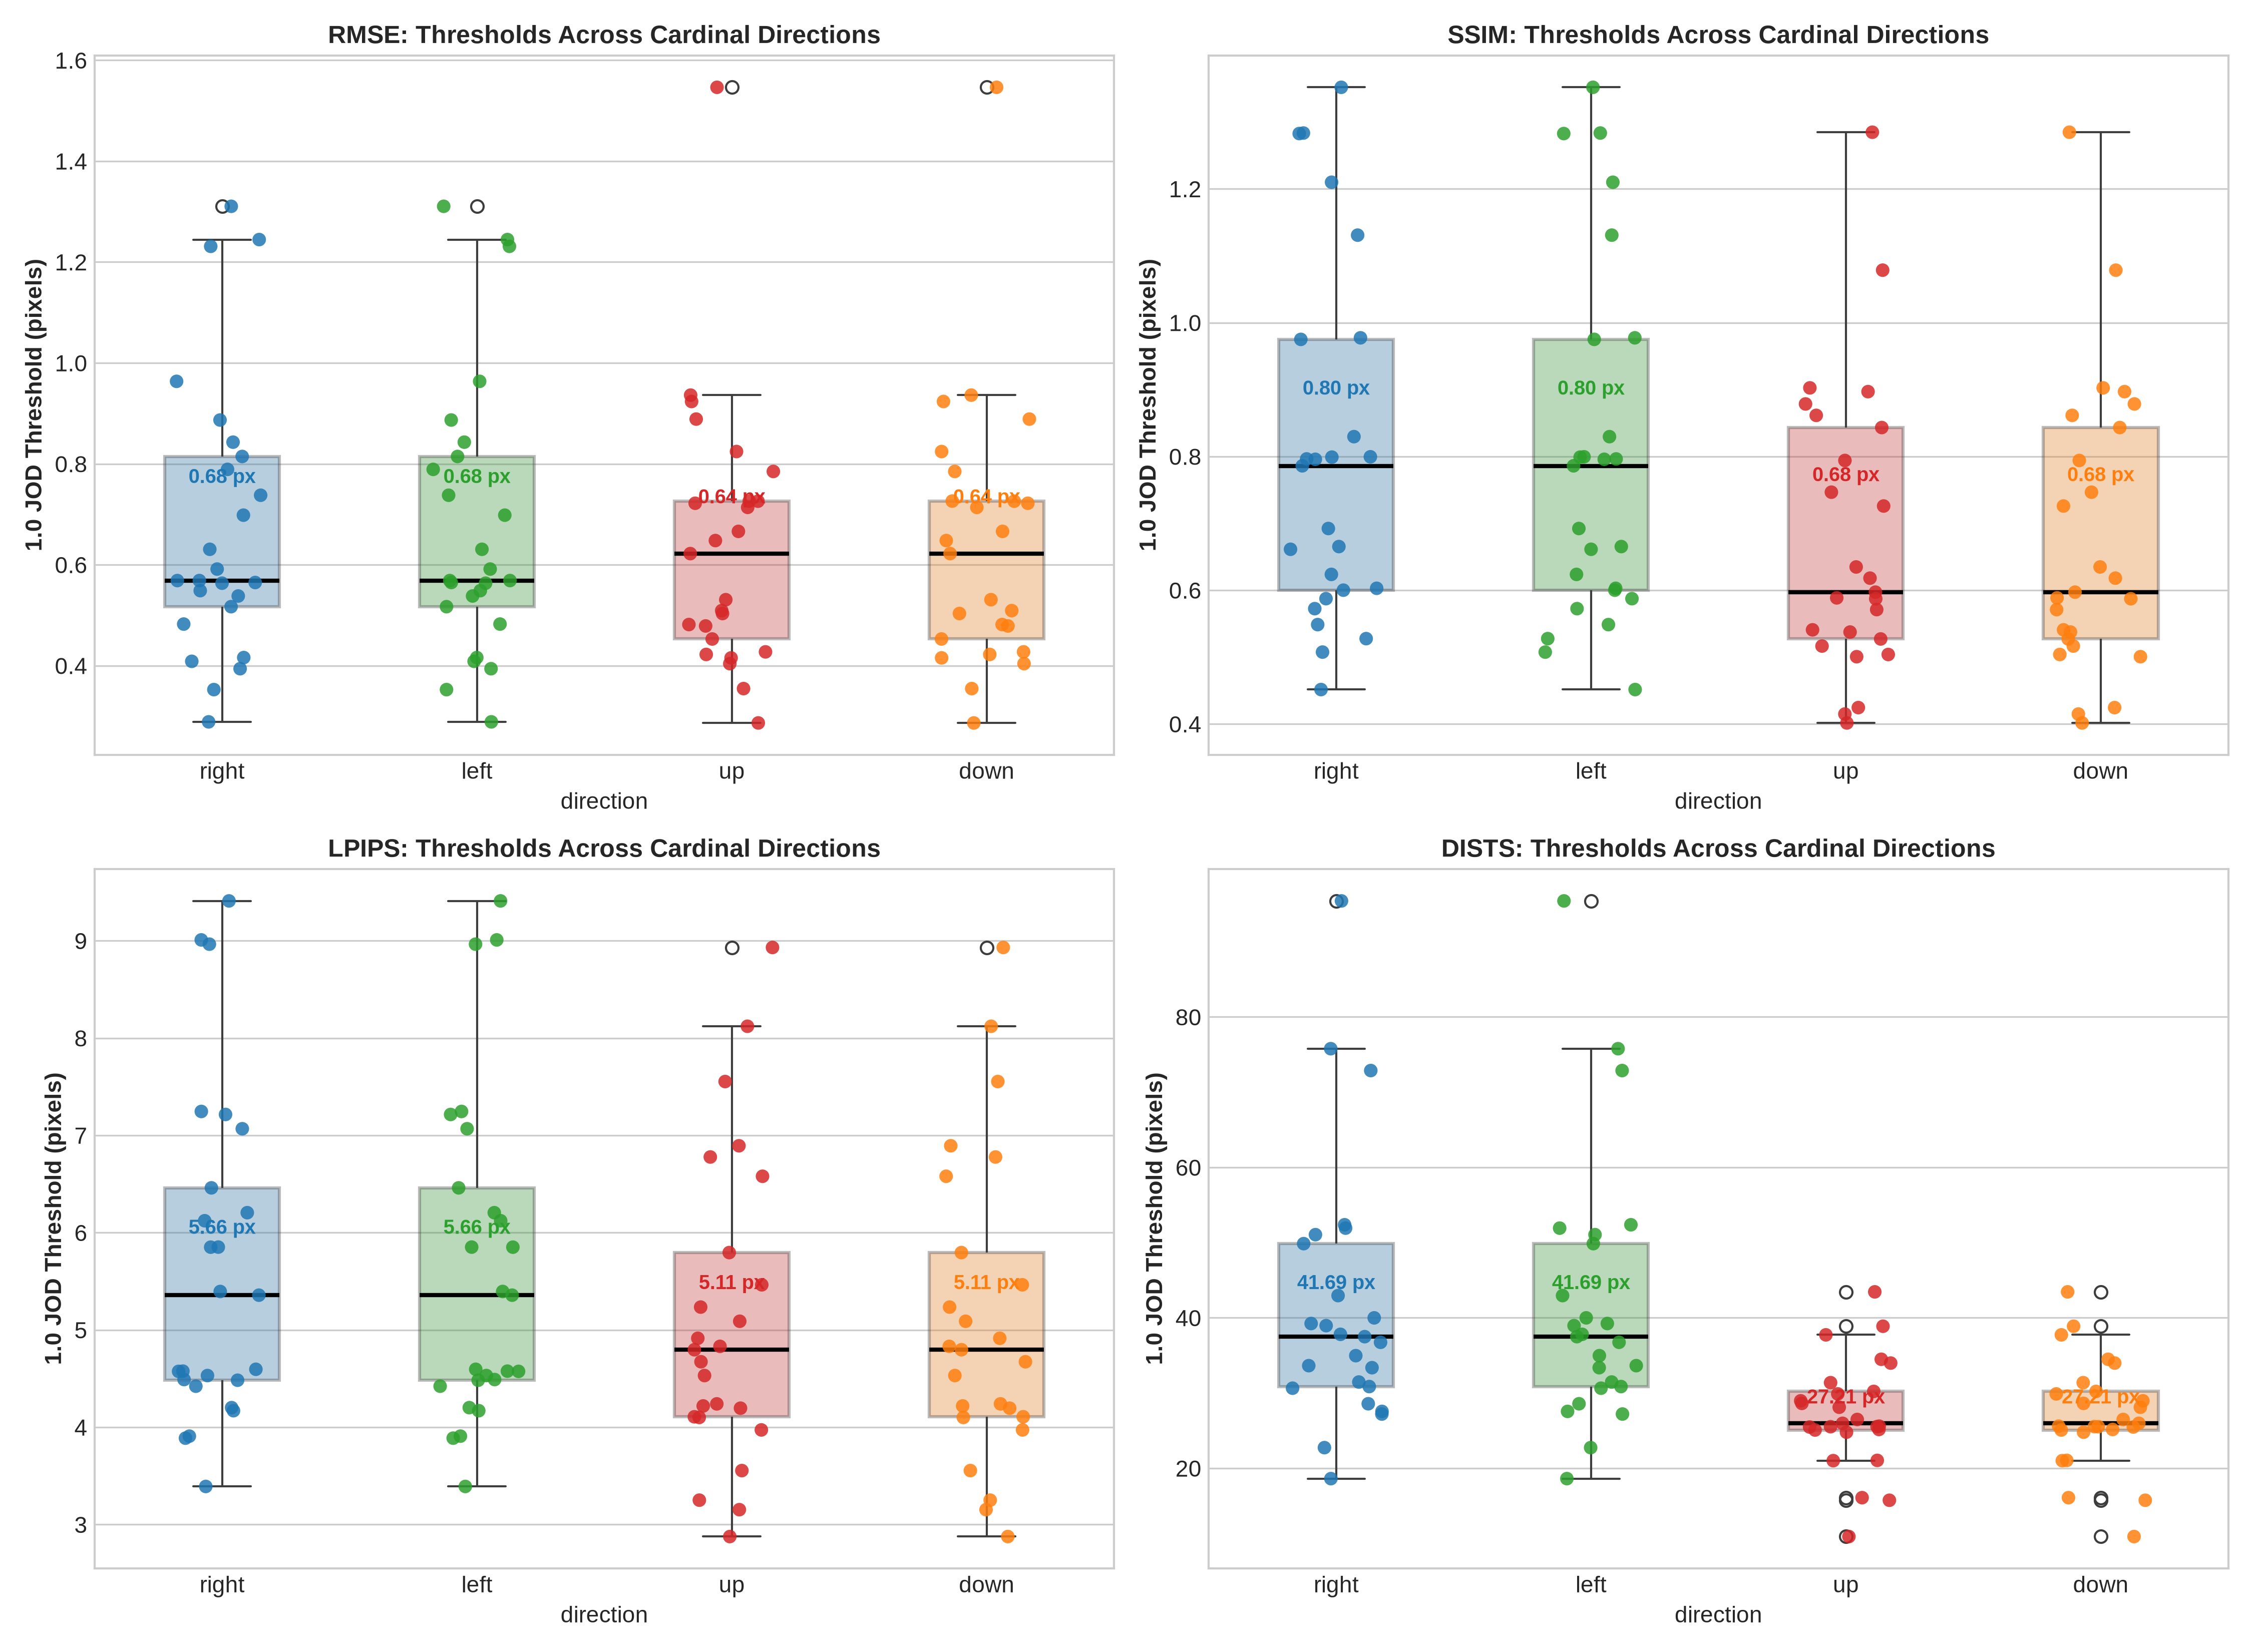 RMSE: Thresholds Across Cardinal Directions
1.0 JOD Threshold (pixels)
1.6
1.4
1.2
1.0
0.8
0.6
0.4
0.68 px
0.68 px
0.64 px
0.64 px
right
left
up
down
direction
SSIM: Thresholds Across Cardinal Directions
1.0 JOD Threshold (pixels)
1.2
1.0
0.8
0.6
0.4
0.80 px
0.80 px
0.68 px
0.68 px
right
left
up
down
direction
LPIPS: Thresholds Across Cardinal Directions
1.0 JOD Threshold (pixels)
9
8
7
6
5
4
3
5.66 px
5.66 px
5.11 px
5.11 px
right
left
up
down
direction
DISTS: Thresholds Across Cardinal Directions
1.0 JOD Threshold (pixels)
80
60
40
20
41.69 px
41.69 px
27.21 px
27.21 px
right
left
up
down
direction